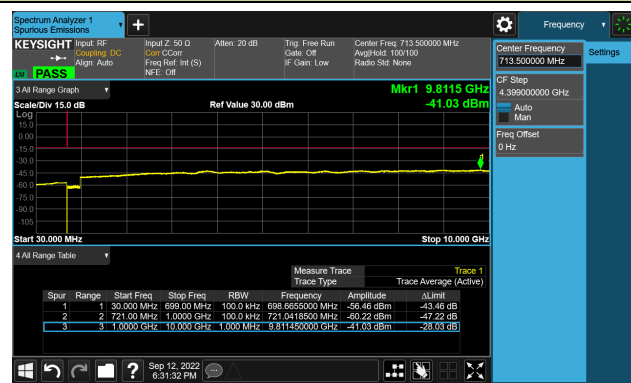 Spectrum Analyzer 1
Spurious Emissions
Frequency
KEYSIGHT Input: RF Input Z: 50 Ω Atten: 20 dB Trig: Free Run Center Freq: 713.500000 MHz
Coupling: DC Corr CCorr Gate: Off Avg|Hold: 100/100
Align: Auto Freq Ref: Int (S) IF Gain: Low Radio Std: None
NFE: Off
LXI PASS
Center Frequency
713.500000 MHz
Settings
CF Step
4.399000000 GHz
Auto
Man
Freq Offset
0 Hz
3 All Range Graph
Mkr1 9.8115 GHz
Scale/Div 15.0 dB Ref Value 30.00 dBm -41.03 dBm
Log
15.0
0.00
-15.0
-30.0
-45.0
-60.0
-75.0
-90.0
-105
Start 30.000 MHz Stop 10.000 GHz
4 All Range Table
Measure Trace Trace 1
Trace Type Trace Average (Active)
Spur Range Start Freq Stop Freq RBW Frequency Amplitude ΔLimit
1 1 30.000 MHz 699.00 MHz 100.0 kHz 698.6655000 MHz -56.46 dBm -43.46 dB
2 2 721.00 MHz 1.0000 GHz 100.0 kHz 721.0418500 MHz -60.22 dBm -47.22 dB
3 3 1.0000 GHz 10.000 GHz 1.000 MHz 9.811450000 GHz -41.03 dBm -28.03 dB
Sep 12, 2022
6:31:32 PM